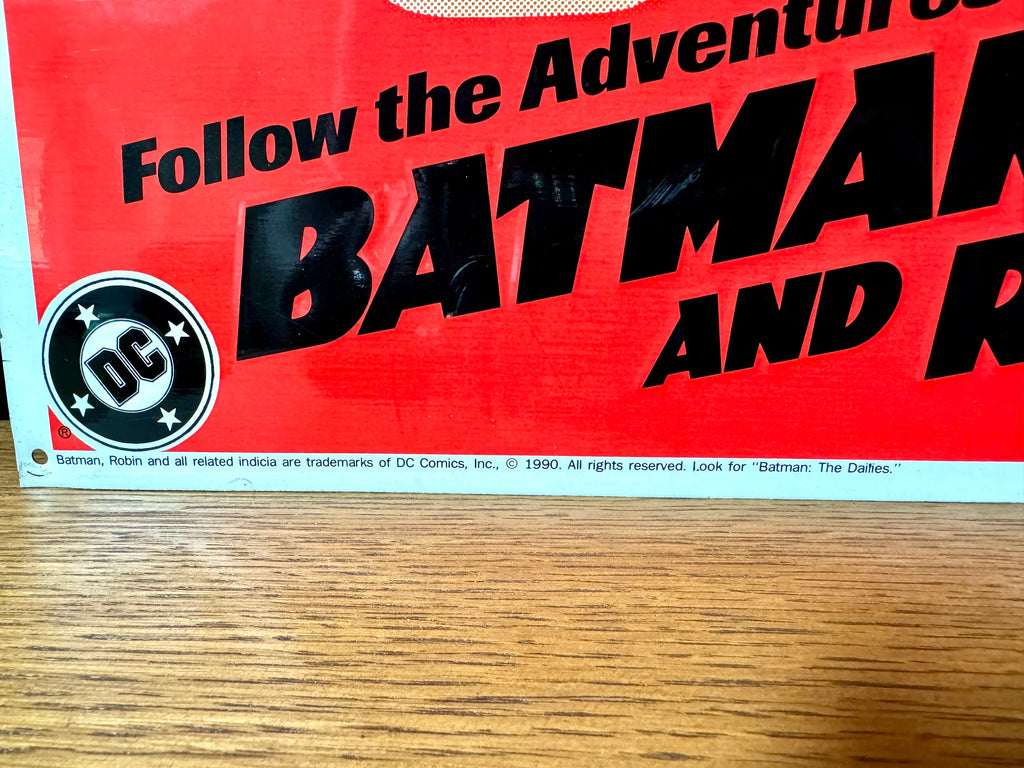 Follow the Adventures
BATMAN
AND R
DC
®
Batman, Robin and all related indicia are trademarks of DC Comics, Inc., © 1990. All rights reserved. Look for "Batman: The Dailies."